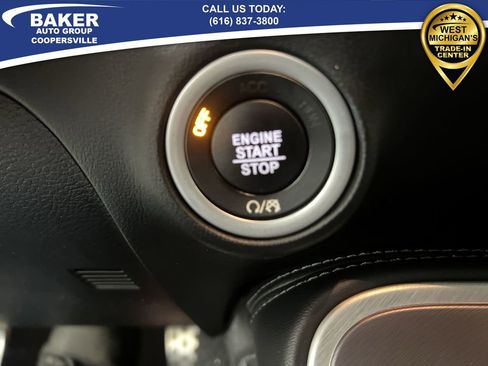 BAKER
AUTO GROUP
COOPERSVILLE
CALL US TODAY:
(616) 837-3800
WEST
MICHIGAN'S
TRADE-IN
CENTER
ACC
RUN
OFF
ENGINE
START
STOP